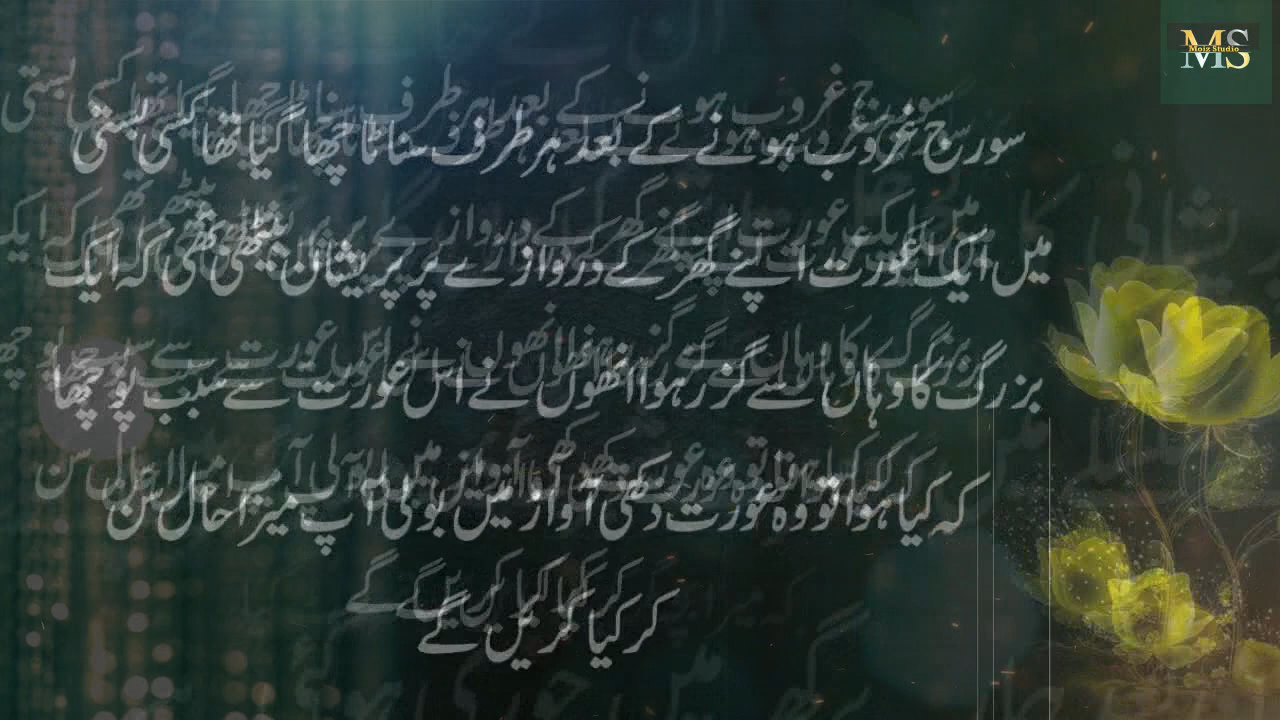 MS
Moiz Studio
سورج غروب ہونے کے بعد ہر طرف سناٹا چھا گیا تھا کسی بستی
میں ایک عورت اپنے گھر کے دروازے پر پریشان بیٹھی تھی کہ ایک
بزرگ کا وہاں سے گزر ہوا انھوں نے اس عورت سے سبب پوچھا
کہ کیا ہوا تو وہ عورت دکھی آواز میں بولی آپ میرا حال سن
کر کیا کریں گے